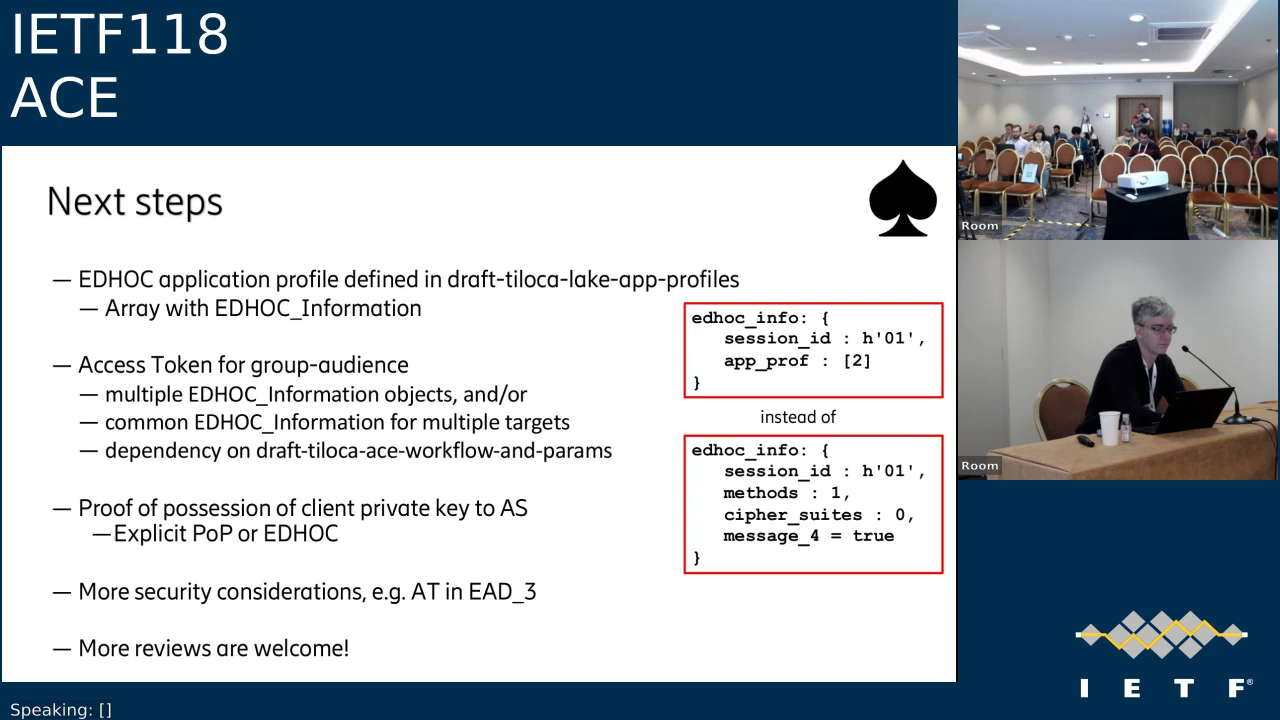 IETF118
ACE
Next steps
— EDHOC application profile defined in draft-tiloca-lake-app-profiles
— Array with EDHOC_Information
— Access Token for group-audience
— multiple EDHOC_Information objects, and/or
— common EDHOC_Information for multiple targets
— dependency on draft-tiloca-ace-workflow-and-params
— Proof of possession of client private key to AS
—Explicit PoP or EDHOC
— More security considerations, e.g. AT in EAD_3
— More reviews are welcome!
edhoc_info: {
session_id : h'01',
app_prof : [2]
}
instead of
edhoc_info: {
session_id : h'01',
methods : 1,
cipher_suites : 0,
message_4 = true
}
Room
Room
I E T F®
Speaking: []